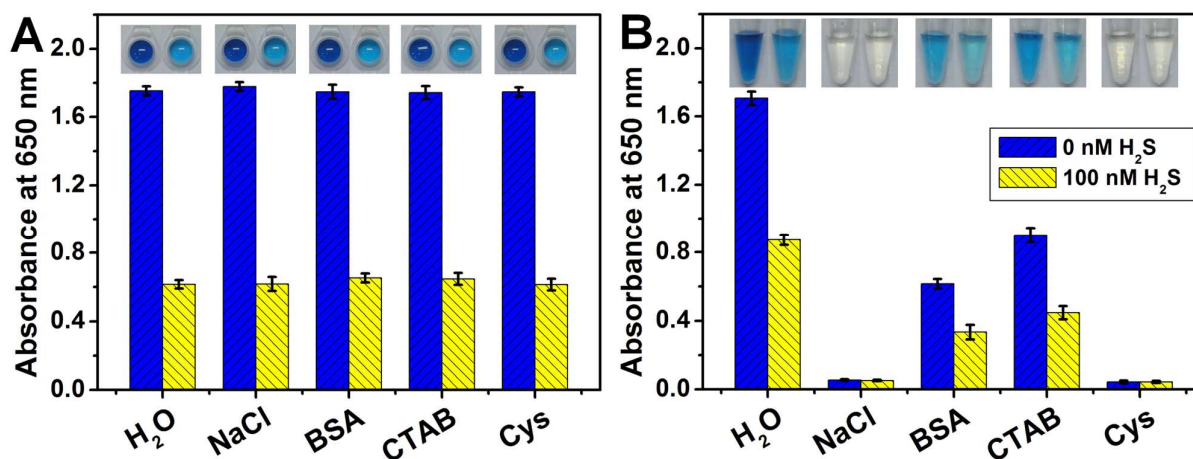 A
Absorbance at 650 nm
2.0
1.6
1.2
0.8
0.4
0.0
H₂O
NaCl
BSA
CTAB
Cys
B
Absorbance at 650 nm
2.0
1.6
1.2
0.8
0.4
0.0
0 nM H₂S
100 nM H₂S
H₂O
NaCl
BSA
CTAB
Cys